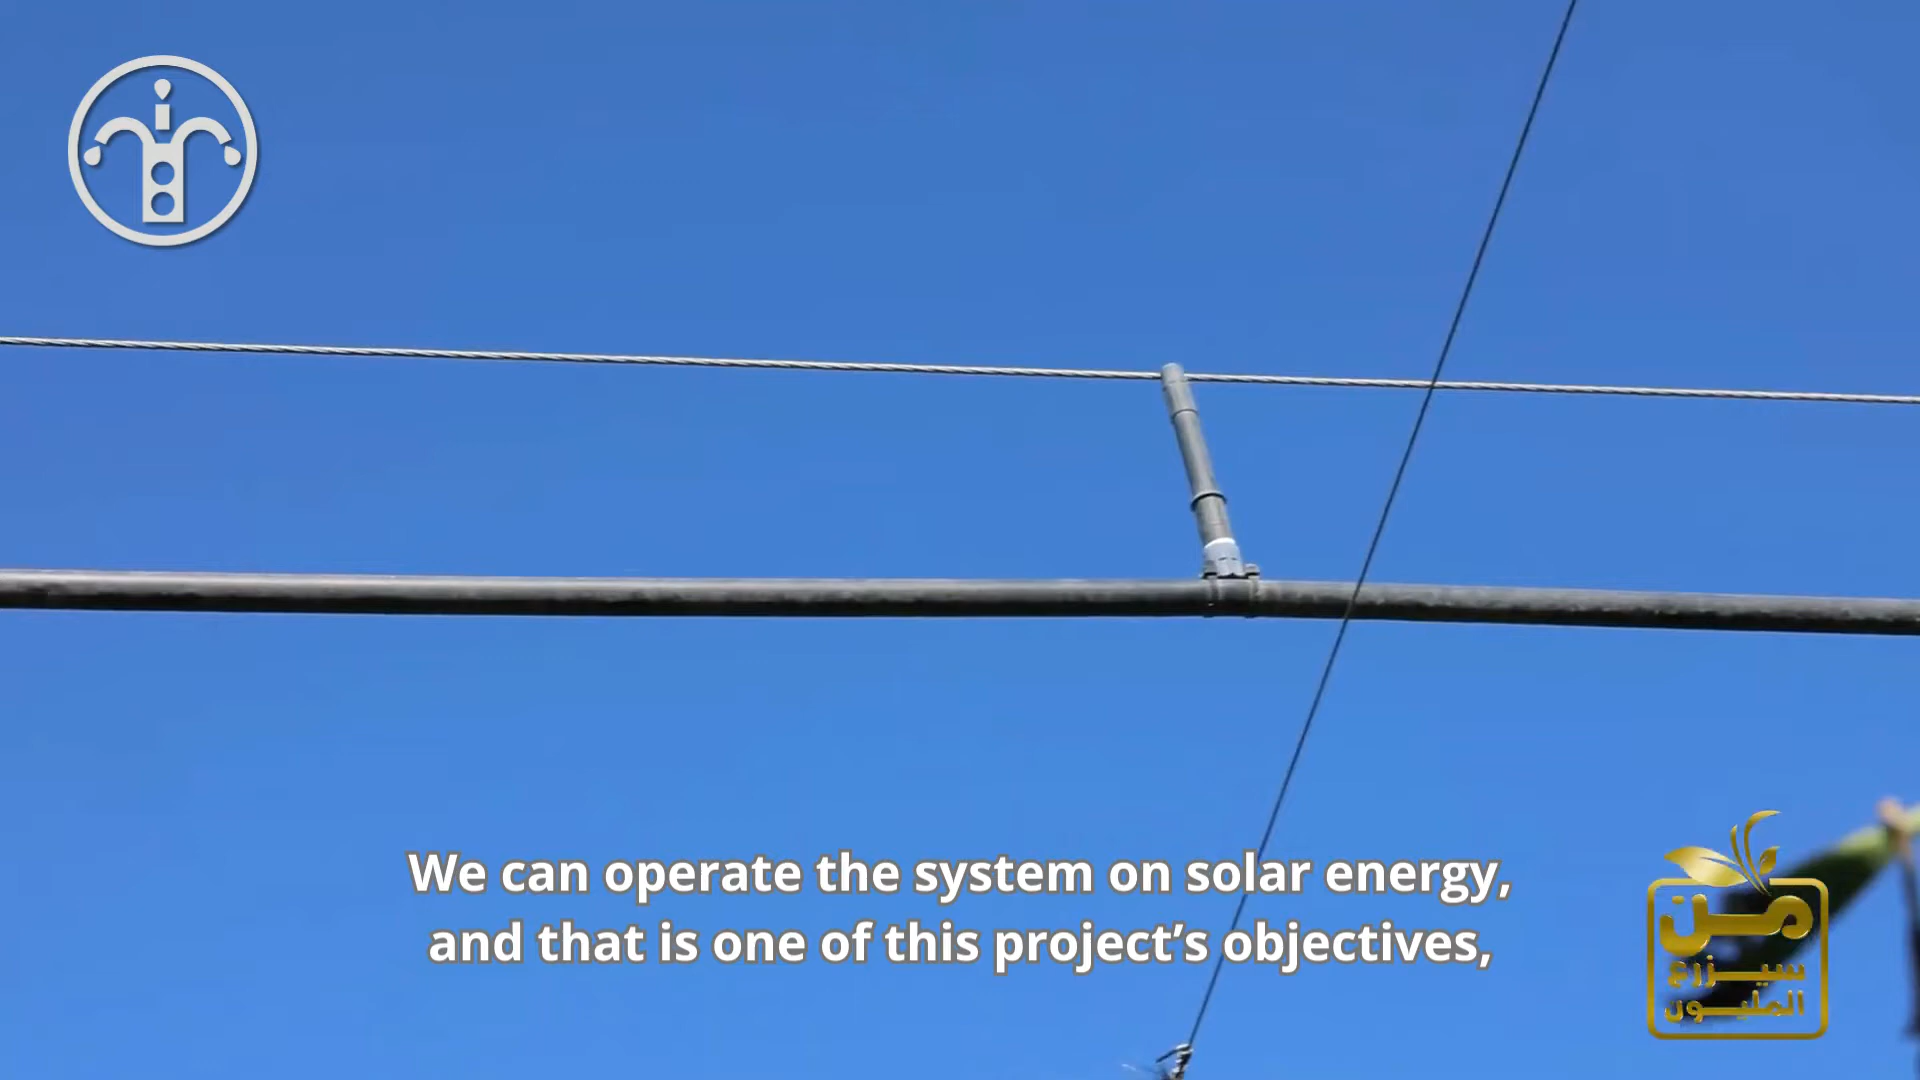 We can operate the system on solar energy,
and that is one of this project’s objectives,
من
سيزرع
المليون